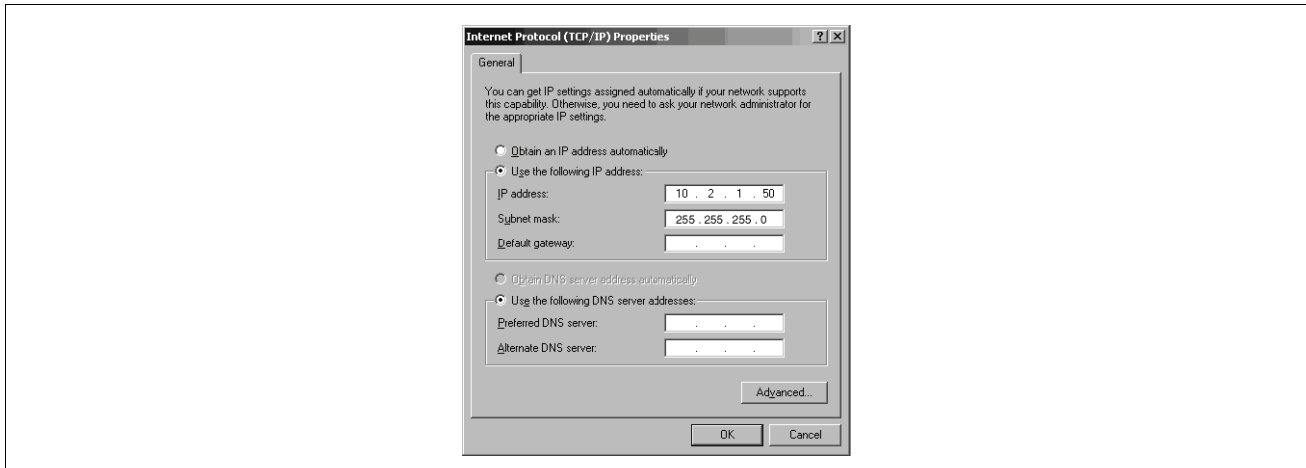 Internet Protocol (TCP/IP) Properties
General
You can get IP settings assigned automatically if your network supports
this capability. Otherwise, you need to ask your network administrator for
the appropriate IP settings.
Obtain an IP address automatically
Use the following IP address:
IP address: 10 . 2 . 1 . 50
Subnet mask: 255 . 255 . 255 . 0
Default gateway: . . .
Obtain DNS server address automatically
Use the following DNS server addresses:
Preferred DNS server: . . .
Alternate DNS server: . . .
Advanced...
OK Cancel